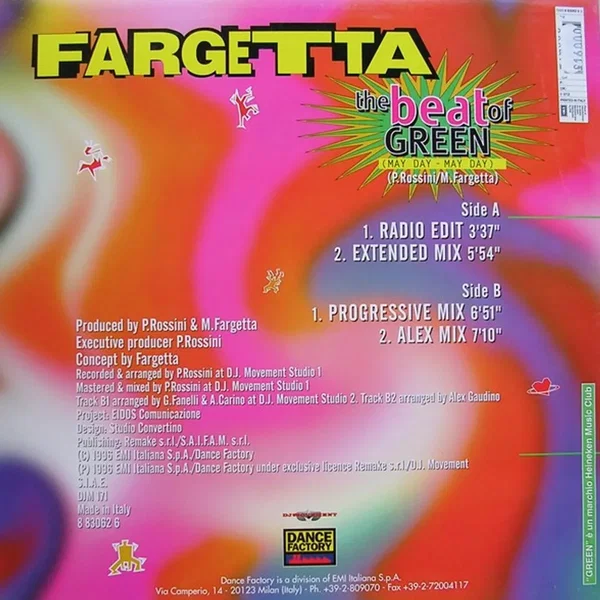 FARGETTA
the beat of
GREEN
(MAY DAY - MAY DAY)
(P.Rossini/M.Fargetta)
Side A
1. RADIO EDIT 3'37"
2. EXTENDED MIX 5'54"
Side B
1. PROGRESSIVE MIX 6'51"
2. ALEX MIX 7'10"
Produced by P.Rossini & M.Fargetta
Executive producer P.Rossini
Concept by Fargetta
Recorded & arranged by P.Rossini at D.J. Movement Studio 1
Mastered & mixed by P.Rossini at D.J. Movement Studio 1
Track B1 arranged by G.Fanelli & A.Carino at D.J. Movement Studio 2. Track B2 arranged by Alex Gaudino
Project: EIDOS Comunicazione
Design: Studio Convertino
Publishing: Remake s.r.l./S.A.I.F.A.M. s.r.l.
(C) 1996 EMI Italiana S.p.A./Dance Factory
(P) 1996 EMI Italiana S.p.A./Dance Factory under exclusive licence Remake s.r.l/D.J. Movement
S.I.A.E.
DJM 171
Made in Italy
8 83062 6
"GREEN" è un marchio Heineken Music Club
DANCE
FACTORY
Dance Factory is a division of EMI Italiana S.p.A.
Via Camperio, 14 - 20123 Milan (Italy) - Ph. +39-2-809070 - Fax +39-2-72004117